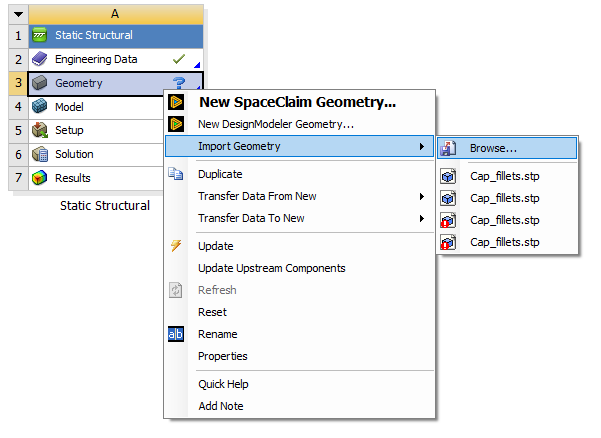 A
1 Static Structural
2 Engineering Data
3 Geometry ?
4 Model
5 Setup
6 Solution
7 Results
Static Structural
New SpaceClaim Geometry...
New DesignModeler Geometry...
Import Geometry
Duplicate
Transfer Data From New
Transfer Data To New
Update
Update Upstream Components
Refresh
Reset
a|b Rename
Properties
Quick Help
Add Note
Browse...
Cap_fillets.stp
Cap_fillets.stp
Cap_fillets.stp
Cap_fillets.stp